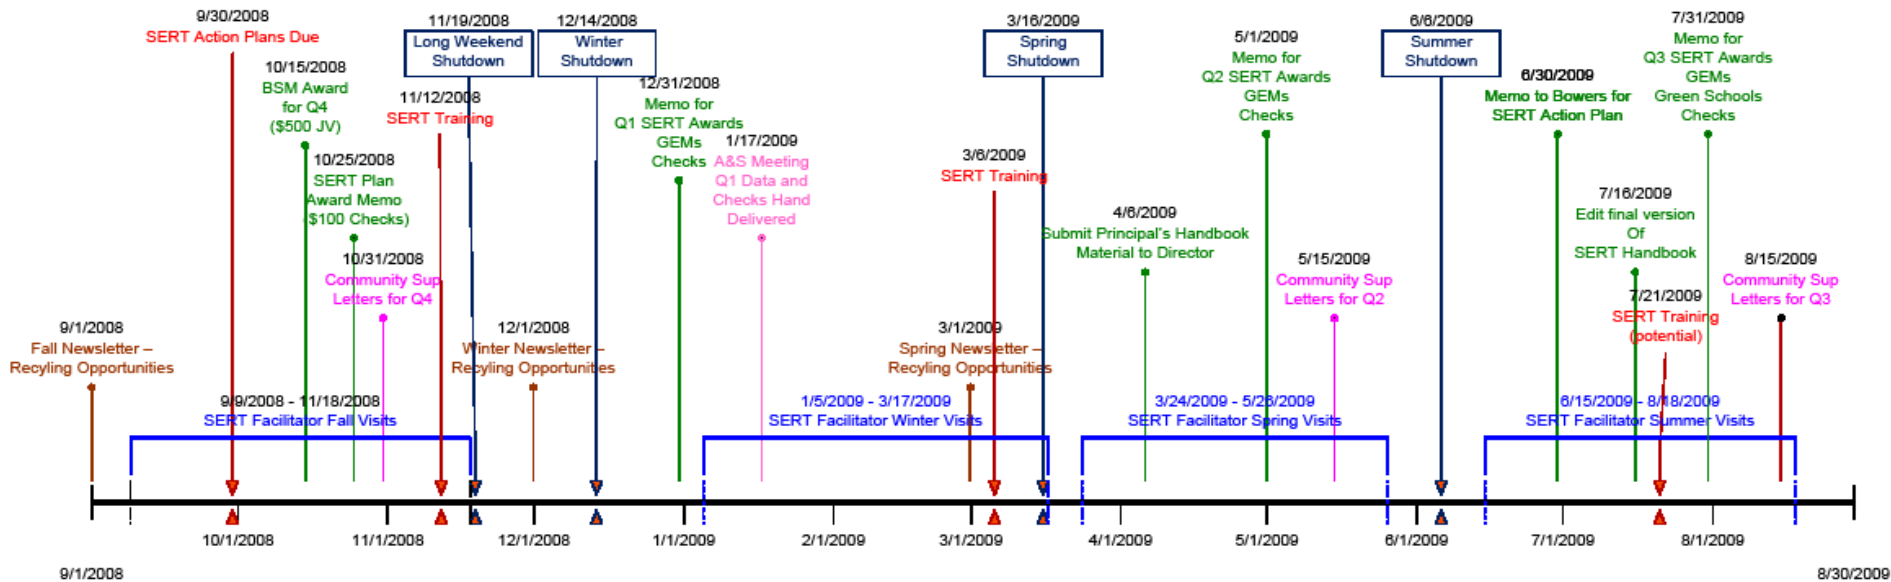 9/30/2008
SERT Action Plans Due
10/15/2008
BSM Award
for Q4
($500 JV)
10/25/2008
SERT Plan
Award Memo
($100 Checks)
10/31/2008
Community Sup
Letters for Q4
11/12/2008
SERT Training
11/19/2008
Long Weekend
Shutdown
12/14/2008
Winter
Shutdown
12/31/2008
Memo for
Q1 SERT Awards
GEMs
Checks
1/17/2009
A&S Meeting
Q1 Data and
Checks Hand
Delivered
3/6/2009
SERT Training
3/16/2009
Spring
Shutdown
4/6/2009
Submit Principal's Handbook
Material to Director
5/1/2009
Memo for
Q2 SERT Awards
GEMs
Checks
5/15/2009
Community Sup
Letters for Q2
6/6/2009
Summer
Shutdown
6/30/2009
Memo to Bowers for
SERT Action Plan
7/16/2009
Edit final version
Of
SERT Handbook
7/21/2009
SERT Training
(potential)
7/31/2009
Memo for
Q3 SERT Awards
GEMs
Green Schools
Checks
8/15/2009
Community Sup
Letters for Q3
9/1/2008
Fall Newsletter –
Recyling Opportunities
12/1/2008
Winter Newsletter –
Recyling Opportunities
3/1/2009
Spring Newsletter –
Recyling Opportunities
9/9/2008 - 11/18/2008
SERT Facilitator Fall Visits
1/5/2009 - 3/17/2009
SERT Facilitator Winter Visits
3/24/2009 - 5/26/2009
SERT Facilitator Spring Visits
6/15/2009 - 8/18/2009
SERT Facilitator Summer Visits
10/1/2008
11/1/2008
12/1/2008
1/1/2009
2/1/2009
3/1/2009
4/1/2009
5/1/2009
6/1/2009
7/1/2009
8/1/2009
9/1/2008
8/30/2009